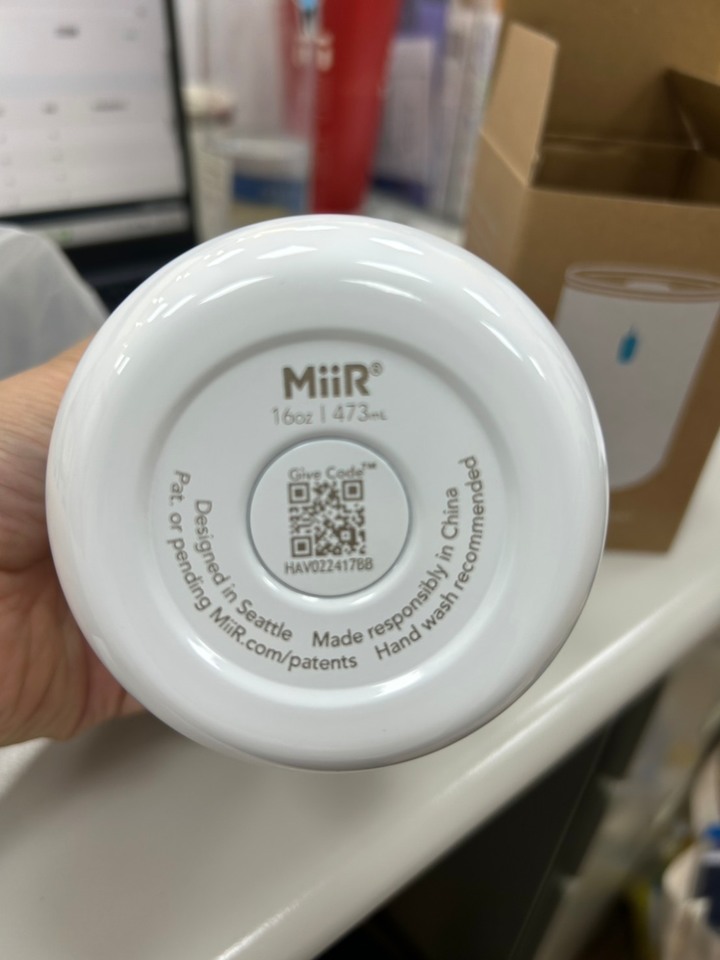 MiiR®
16oz | 473mL
Give Code™
HAV022417BB
Designed in Seattle
Made responsibly in China
Pat. or pending MiiR.com/patents
Hand wash recommended